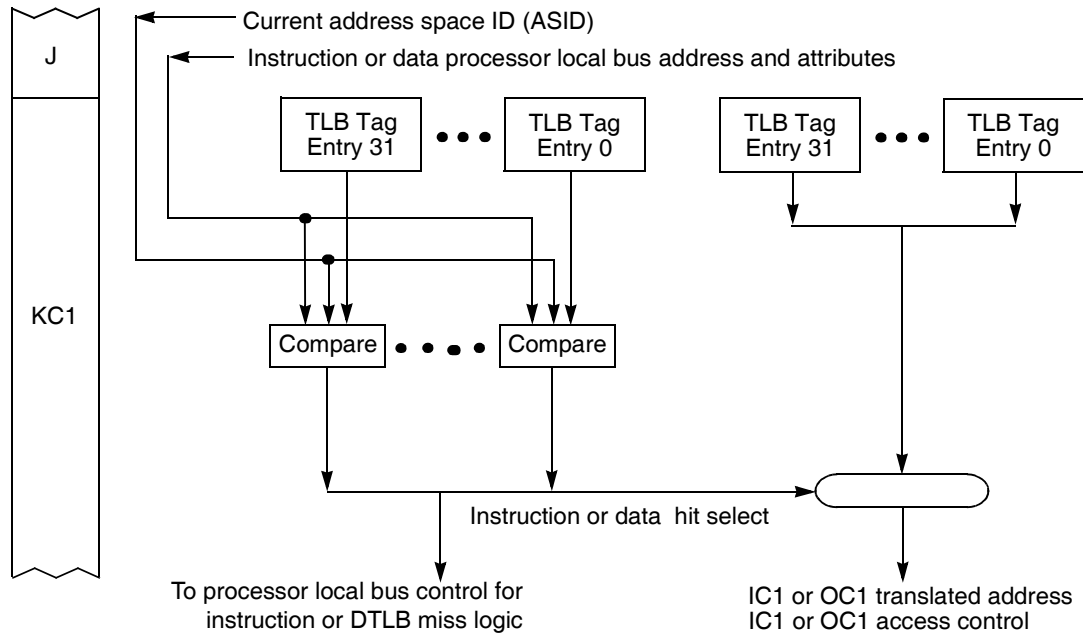 J
Current address space ID (ASID)
Instruction or data processor local bus address and attributes
TLB Tag
Entry 31
TLB Tag
Entry 0
TLB Tag
Entry 31
TLB Tag
Entry 0
KC1
Compare
Compare
Instruction or data hit select
To processor local bus control for
instruction or DTLB miss logic
IC1 or OC1 translated address
IC1 or OC1 access control